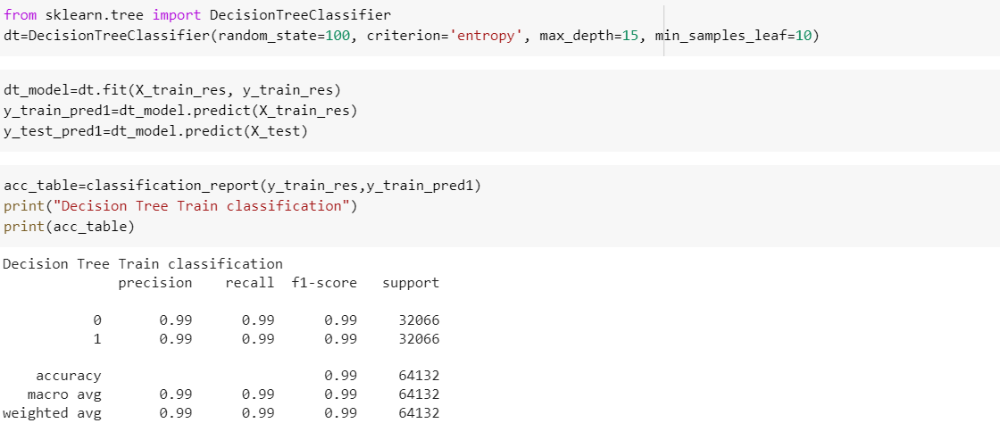 from sklearn.tree import DecisionTreeClassifier
dt=DecisionTreeClassifier(random_state=100, criterion='entropy', max_depth=15, min_samples_leaf=10)
dt_model=dt.fit(X_train_res, y_train_res)
y_train_pred1=dt_model.predict(X_train_res)
y_test_pred1=dt_model.predict(X_test)
acc_table=classification_report(y_train_res,y_train_pred1)
print("Decision Tree Train classification")
print(acc_table)
Decision Tree Train classification
precision recall f1-score support
0 0.99 0.99 0.99 32066
1 0.99 0.99 0.99 32066
accuracy 0.99 64132
macro avg 0.99 0.99 0.99 64132
weighted avg 0.99 0.99 0.99 64132